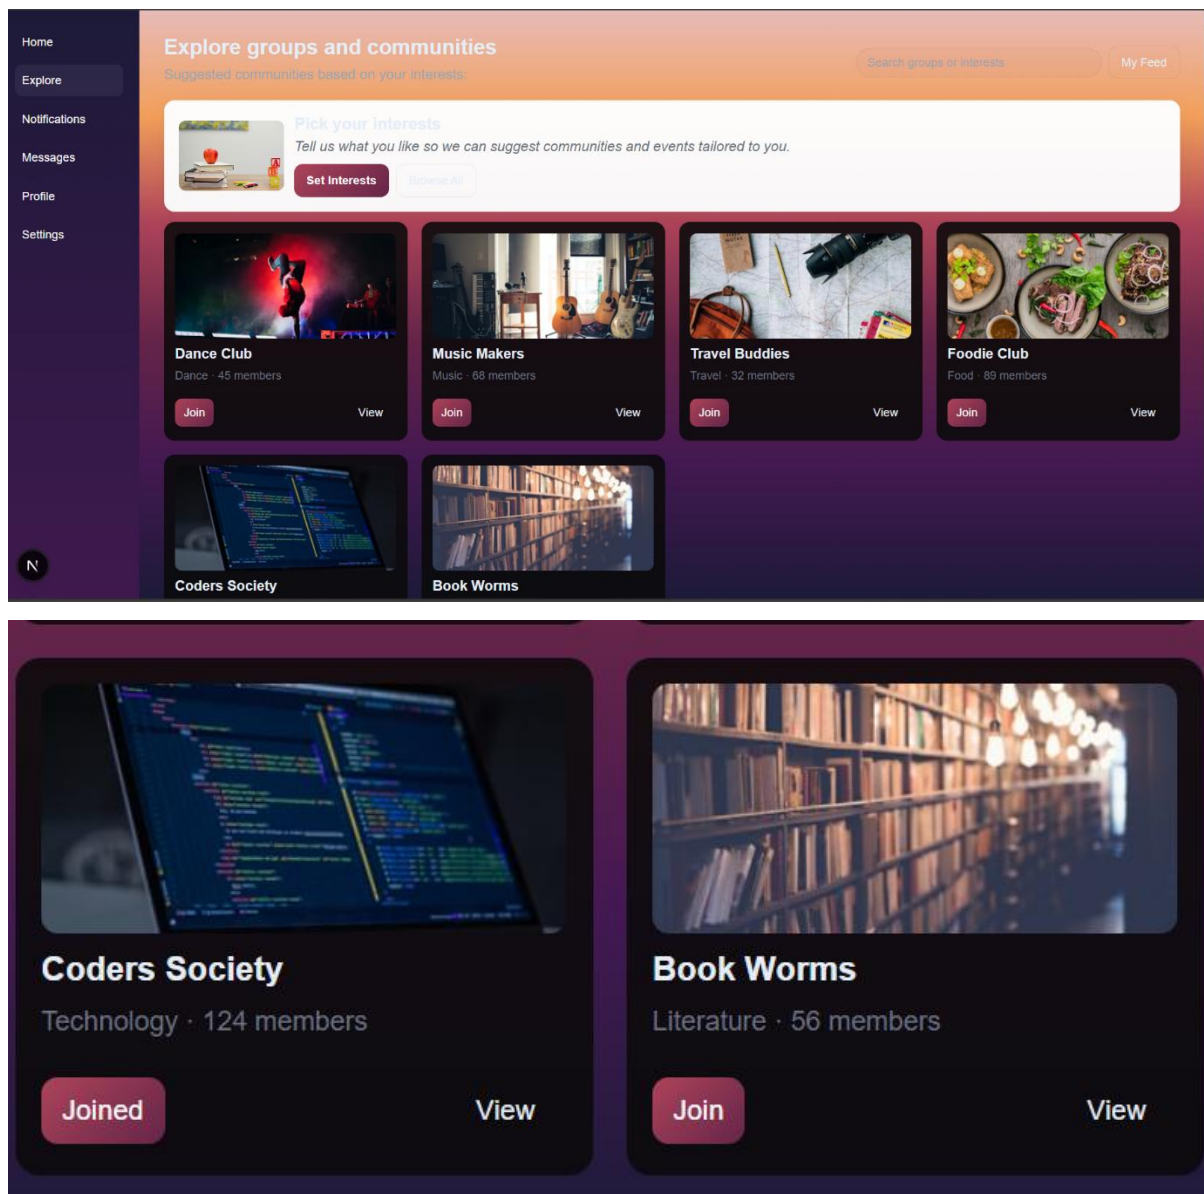 Home
Explore
Notifications
Messages
Profile
Settings
N
Explore groups and communities
Suggested communities based on your interests:
Search groups or interests
My Feed
Pick your interests
Tell us what you like so we can suggest communities and events tailored to you.
Set Interests
Browse All
Dance Club
Dance · 45 members
Join
View
Music Makers
Music · 68 members
Join
View
Travel Buddies
Travel · 32 members
Join
View
Foodie Club
Food · 89 members
Join
View
Coders Society
Book Worms
Coders Society
Technology · 124 members
Joined
View
Book Worms
Literature · 56 members
Join
View